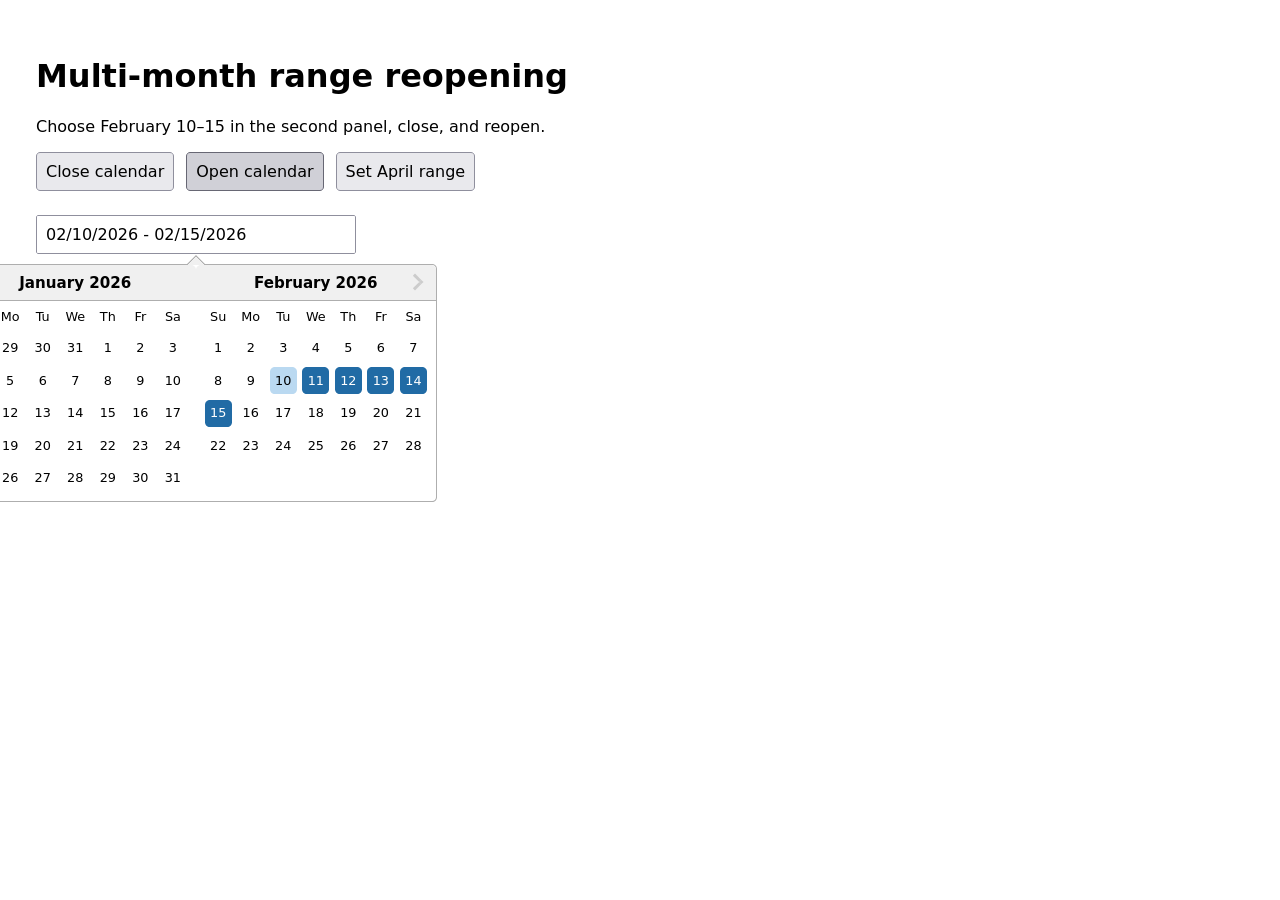 Multi-month range reopening
Choose February 10–15 in the second panel, close, and reopen.
Close calendar Open calendar Set April range
02/10/2026 - 02/15/2026
January 2026 February 2026
Mo Tu We Th Fr Sa Su Mo Tu We Th Fr Sa
29 30 31 1 2 3 1 2 3 4 5 6 7
5 6 7 8 9 10 8 9 10 11 12 13 14
12 13 14 15 16 17 15 16 17 18 19 20 21
19 20 21 22 23 24 22 23 24 25 26 27 28
26 27 28 29 30 31